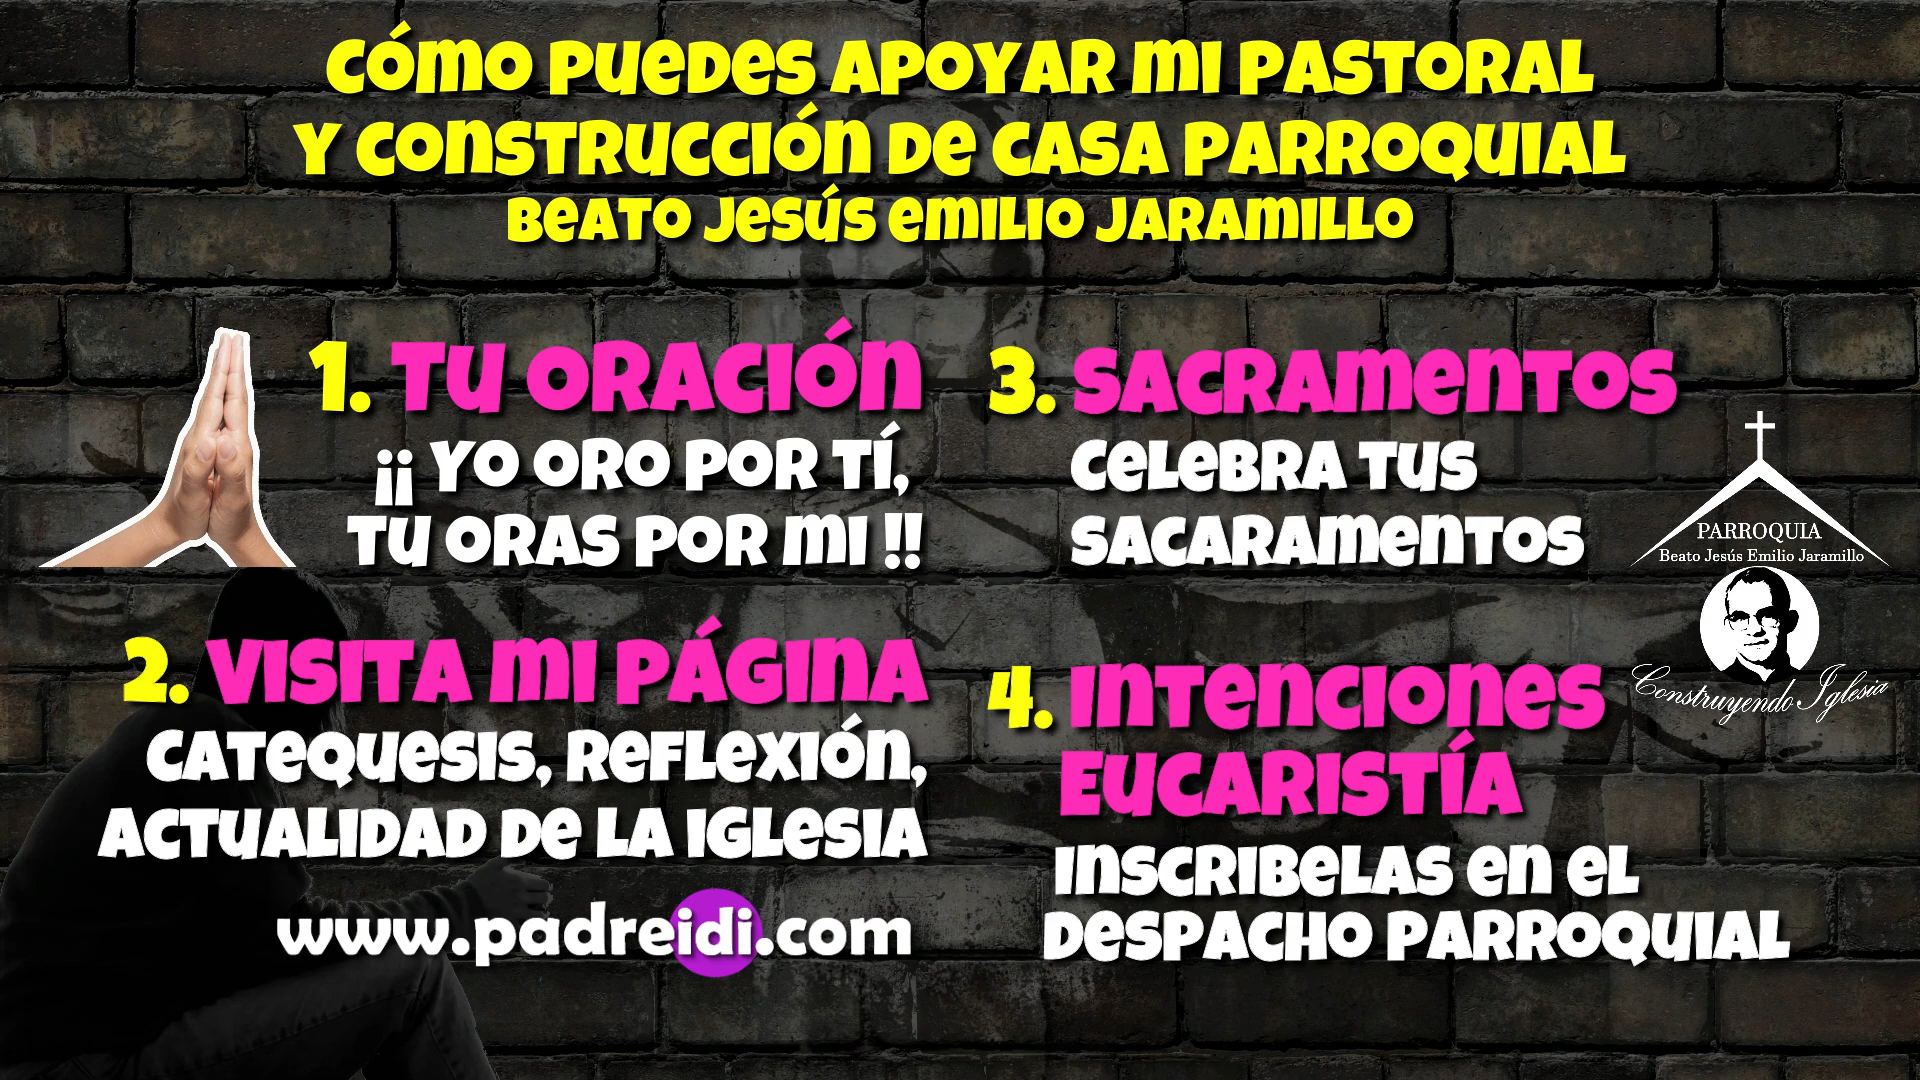 Cómo puedes apoyar mi pastoral
y construcción de casa parroquial
Beato Jesús Emilio Jaramillo
1. Tu oración
¡¡ Yo oro por tí,
tu oras por mi !!
2. Visita mi página
Catequesis, reflexión,
actualidad de la iglesia
www.padreidi.com
3. Sacramentos
Celebra tus
sacaramentos
4. Intenciones
Eucaristía
Inscribelas en el
despacho parroquial
PARROQUIA
Beato Jesús Emilio Jaramillo
Construyendo Iglesia